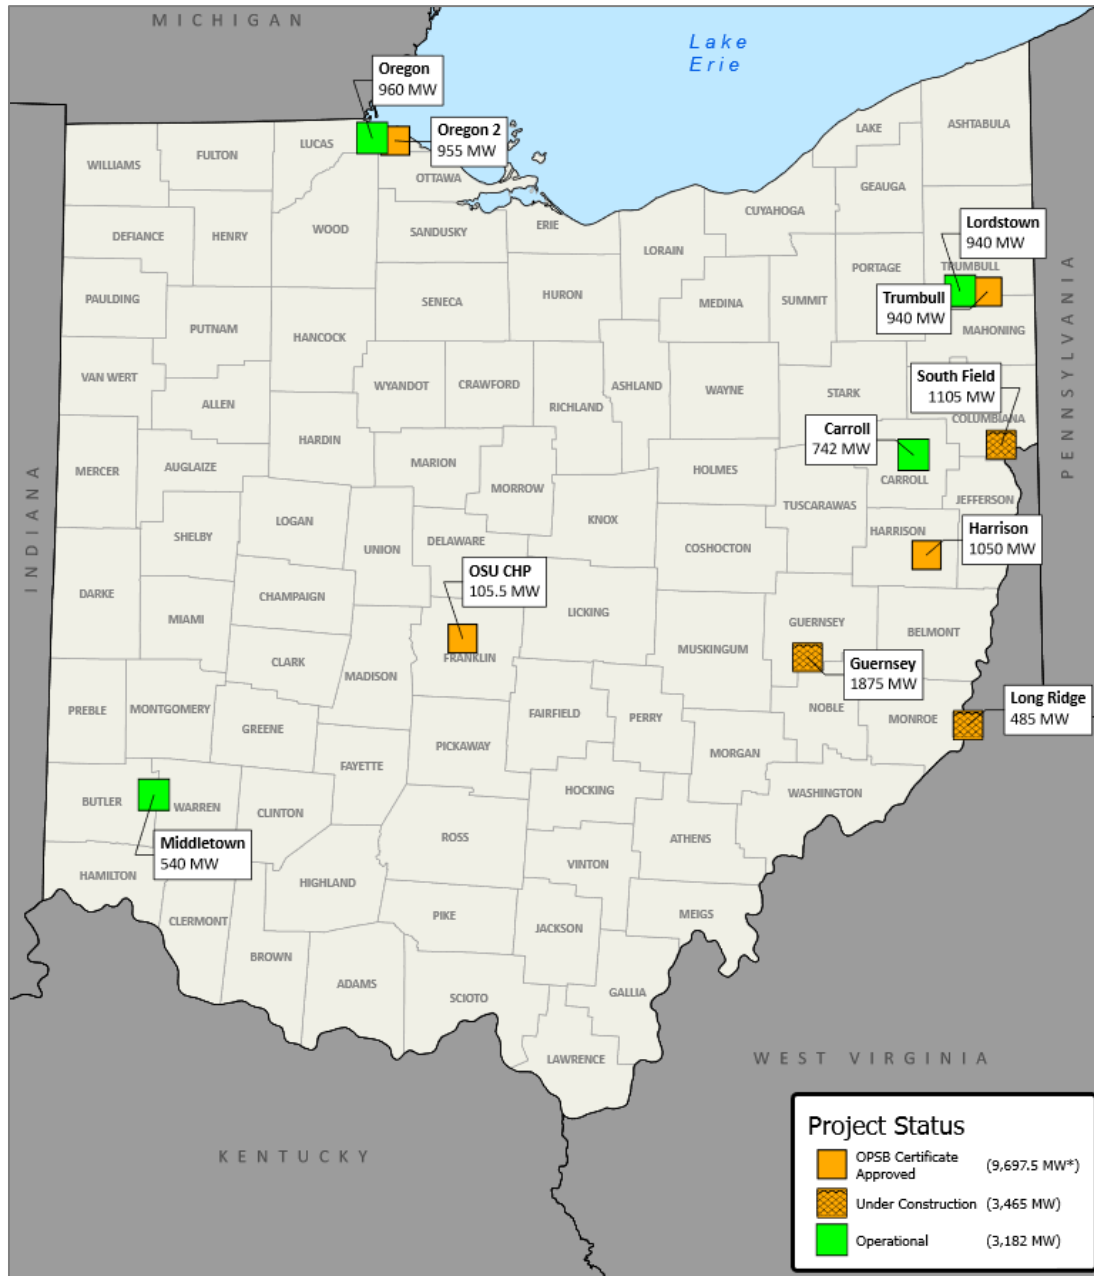 MICHIGAN
Lake
Erie
Oregon
960 MW
Oregon 2
955 MW
LAKE
ASHTABULA
WILLIAMS
FULTON
LUCAS
OTTAWA
GEAUGA
CUYAHOGA
DEFIANCE
HENRY
WOOD
SANDUSKY
ERIE
LORAIN
Lordstown
940 MW
PORTAGE
TRUMBULL
PAULDING
SENECA
HURON
MEDINA
SUMMIT
Trumbull
940 MW
PUTNAM
HANCOCK
MAHONING
PENNSYLVANIA
VAN WERT
WYANDOT
CRAWFORD
RICHLAND
ASHLAND
WAYNE
STARK
South Field
1105 MW
ALLEN
COLUMBIANA
HARDIN
Carroll
742 MW
MERCER
AUGLAIZE
MARION
MORROW
HOLMES
CARROLL
TUSCARAWAS
JEFFERSON
LOGAN
KNOX
INDIANA
SHELBY
UNION
DELAWARE
COSHOCTON
HARRISON
Harrison
1050 MW
OSU CHP
105.5 MW
DARKE
CHAMPAIGN
LICKING
MIAMI
GUERNSEY
BELMONT
CLARK
FRANKLIN
MUSKINGUM
MADISON
Guernsey
1875 MW
PREBLE
MONTGOMERY
GREENE
FAIRFIELD
PERRY
NOBLE
MONROE
Long Ridge
485 MW
PICKAWAY
MORGAN
FAYETTE
HOCKING
WASHINGTON
BUTLER
WARREN
CLINTON
Middletown
540 MW
ROSS
ATHENS
VINTON
HAMILTON
HIGHLAND
CLERMONT
PIKE
MEIGS
JACKSON
BROWN
ADAMS
SCIOTO
GALLIA
LAWRENCE
WEST VIRGINIA
KENTUCKY
Project Status
OPSB Certificate
Approved (9,697.5 MW*)
Under Construction (3,465 MW)
Operational (3,182 MW)